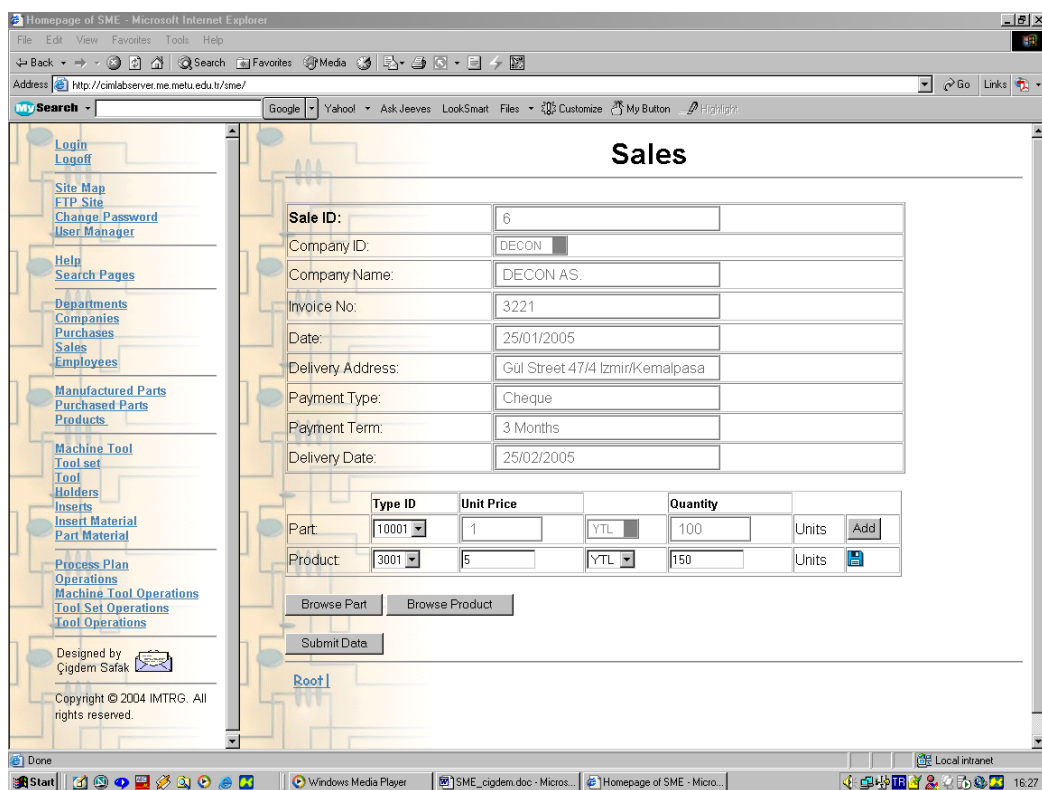 Homepage of SME - Microsoft Internet Explorer
File Edit View Favorites Tools Help
Back Search Favorites Media
Address http://cimlabserver.me.metu.edu.tr/sme/ Go Links
My Search Google Yahoo! Ask Jeeves LookSmart Files Customize My Button Highlight
Login
Logoff
Site Map
FTP Site
Change Password
User Manager
Help
Search Pages
Departments
Companies
Purchases
Sales
Employees
Manufactured Parts
Purchased Parts
Products
Machine Tool
Tool set
Tool
Holders
Inserts
Insert Material
Part Material
Process Plan
Operations
Machine Tool Operations
Tool Set Operations
Tool Operations
Designed by
Çigdem Safak
Copyright © 2004 IMTRG. All
rights reserved.
Sales
Sale ID: 6
Company ID: DECON
Company Name: DECON AS.
Invoice No: 3221
Date: 25/01/2005
Delivery Address: Gül Street 47/4 Izmir/Kemalpasa
Payment Type: Cheque
Payment Term: 3 Months
Delivery Date: 25/02/2005
Type ID Unit Price Quantity
Part: 10001 1 YTL 100 Units Add
Product: 3001 5 YTL 150 Units
Browse Part Browse Product
Submit Data
Root|
Done Local intranet
Start Windows Media Player SME_cigdem.doc - Micros... Homepage of SME - Micro... TR 16:27